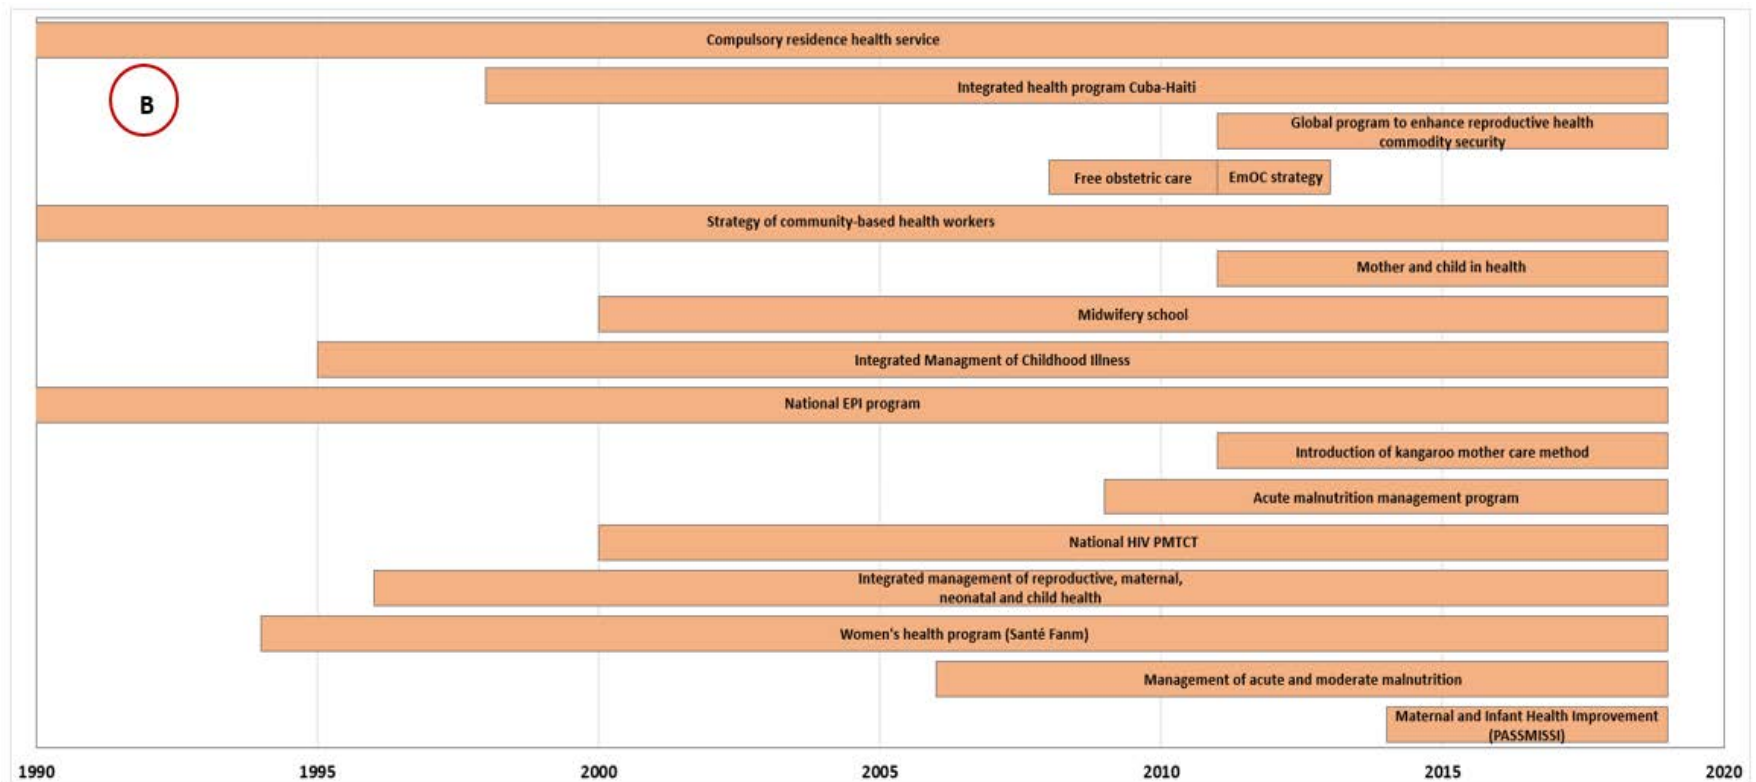 Compulsory residence health service
B
Integrated health program Cuba-Haiti
Global program to enhance reproductive health
commodity security
Free obstetric care
EmOC strategy
Strategy of community-based health workers
Mother and child in health
Midwifery school
Integrated Managment of Childhood Illness
National EPI program
Introduction of kangaroo mother care method
Acute malnutrition management program
National HIV PMTCT
Integrated management of reproductive, maternal,
neonatal and child health
Women's health program (Santé Fanm)
Management of acute and moderate malnutrition
Maternal and Infant Health Improvement
(PASSMISSI)
1990 1995 2000 2005 2010 2015 2020